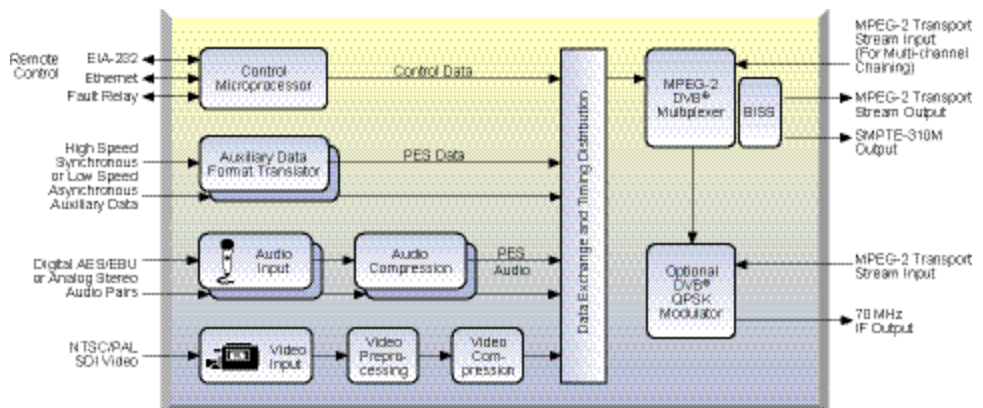 Remote
Control
EIA-232
Ethernet
Fault Relay
Control
Microprocessor
Control Data
High Speed
Synchronous
or Low Speed
Asynchronous
Auxiliary Data
Auxiliary Data
Format Translator
PES Data
Digital AES/EBU
or Analog Stereo
Audio Pairs
Audio
Input
Audio
Compression
PES
Audio
NTSC/PAL
SDI Video
Video
Input
Video
Prepro-
cessing
Video
Com-
pression
Data Exchange and Timing Distribution
MPEG-2
DVB®
Multiplexer
BISS
MPEG-2 Transport
Stream Input
(For Multi-channel
Chaining)
MPEG-2 Transport
Stream Output
SMPTE-310M
Output
Optional
DVB®
QPSK
Modulator
MPEG-2 Transport
Stream Input
70 MHz
IF Output